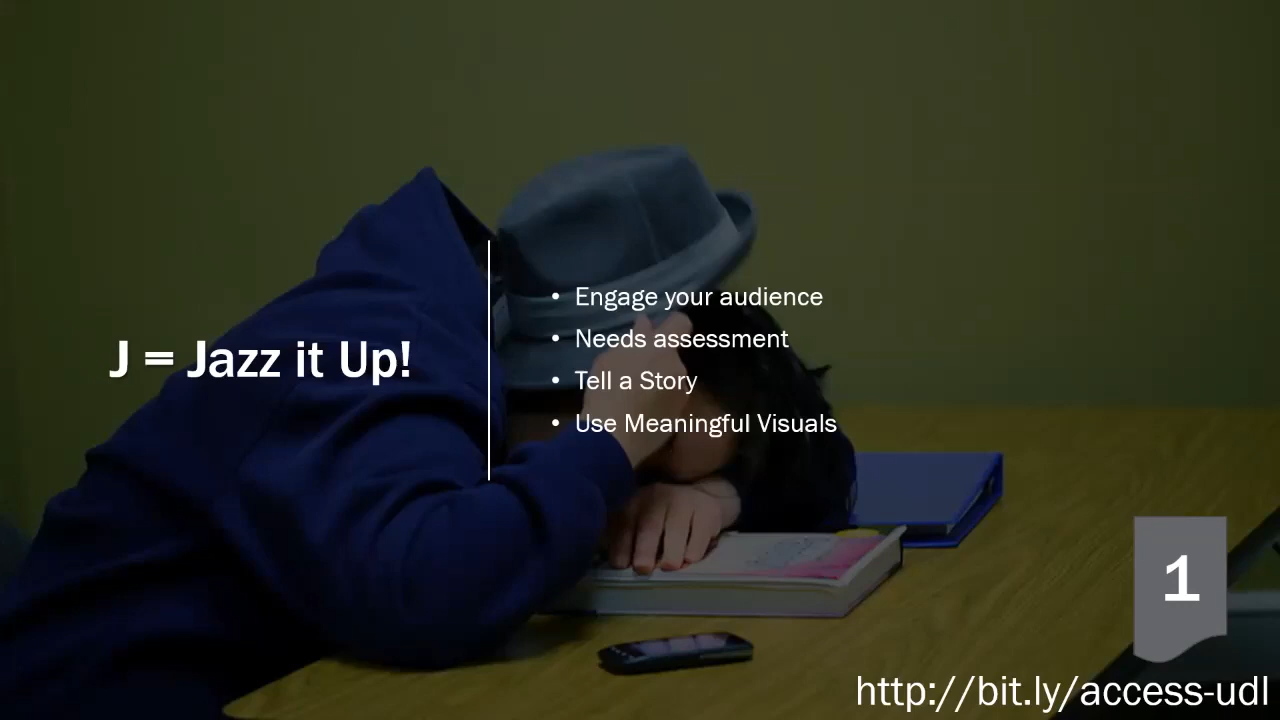 J = Jazz it Up!
• Engage your audience
• Needs assessment
• Tell a Story
• Use Meaningful Visuals
1
http://bit.ly/access-udl